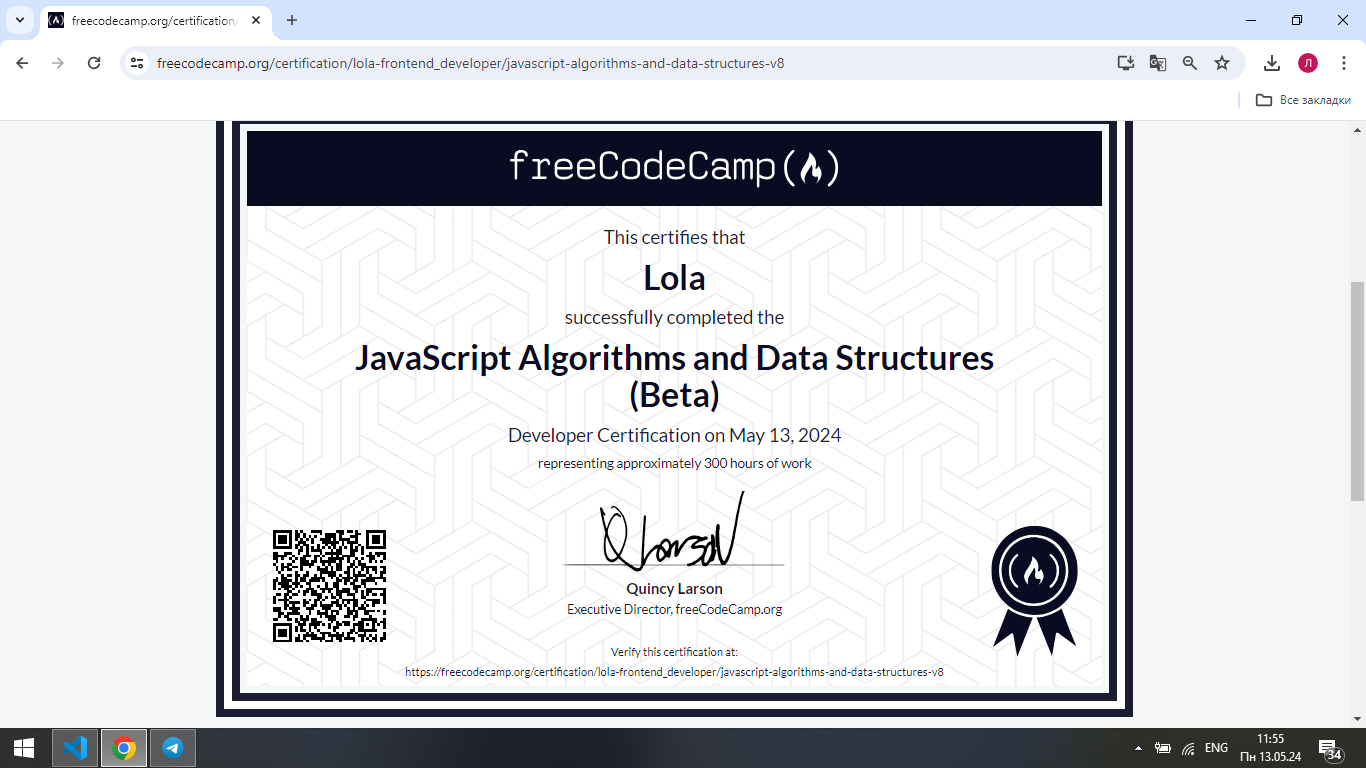 freecodecamp.org/certification/
freecodecamp.org/certification/lola-frontend_developer/javascript-algorithms-and-data-structures-v8
Л
Все закладки
freeCodeCamp
This certifies that
Lola
successfully completed the
JavaScript Algorithms and Data Structures
(Beta)
Developer Certification on May 13, 2024
representing approximately 300 hours of work
Quincy Larson
Executive Director, freeCodeCamp.org
Verify this certification at:
https://freecodecamp.org/certification/lola-frontend_developer/javascript-algorithms-and-data-structures-v8
ENG
11:55
Пн 13.05.24
34